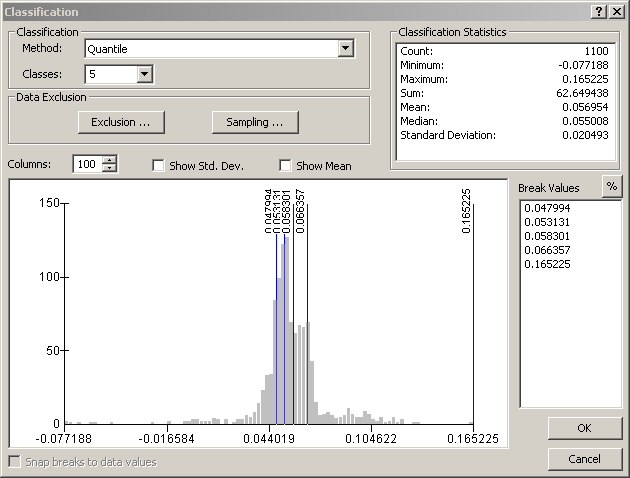 Classification
Classification
Method: Quantile
Classes: 5
Data Exclusion
Exclusion ... Sampling ...
Classification Statistics
Count: 1100
Minimum: -0.077188
Maximum: 0.165225
Sum: 62.649438
Mean: 0.056954
Median: 0.055008
Standard Deviation: 0.020493
Columns: 100 Show Std. Dev. Show Mean
Break Values %
0.047994
0.053131
0.058301
0.066357
0.165225
0.047994 0.053131 0.058301 0.066357 0.165225
150
100
50
0
-0.077188 -0.016584 0.044019 0.104622 0.165225
Snap breaks to data values
OK
Cancel